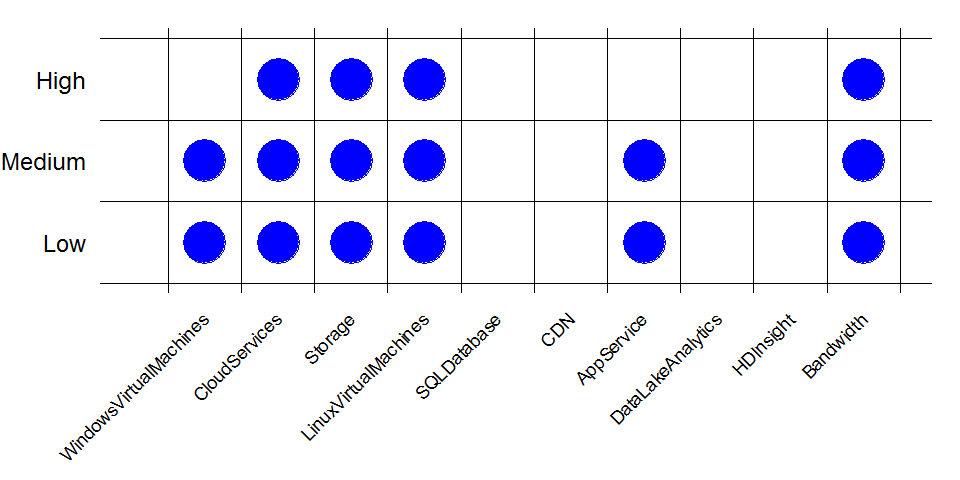 High
Medium
Low
WindowsVirtualMachines
CloudServices
Storage
LinuxVirtualMachines
SQLDatabase
CDN
AppService
DataLakeAnalytics
HDInsight
Bandwidth